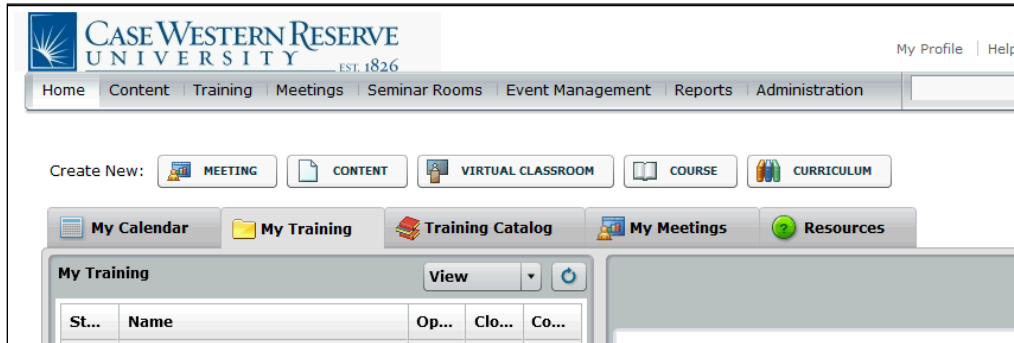 CASE WESTERN RESERVE
UNIVERSITY EST. 1826
My Profile Help
Home Content Training Meetings Seminar Rooms Event Management Reports Administration
Create New: MEETING CONTENT VIRTUAL CLASSROOM COURSE CURRICULUM
My Calendar My Training Training Catalog My Meetings ? Resources
My Training View
St... Name Op... Clo... Co...